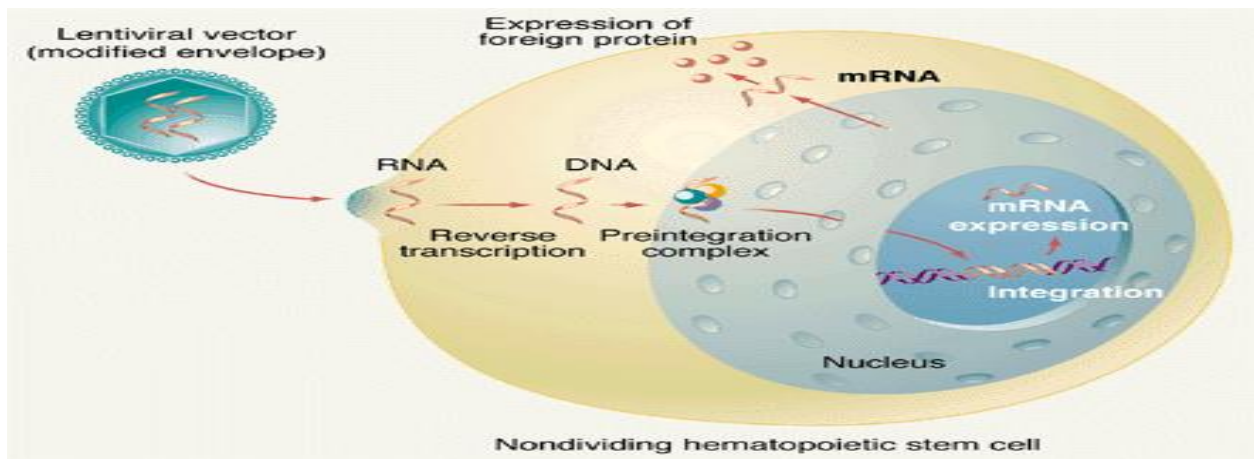 Lentiviral vector
(modified envelope)
Expression of
foreign protein
mRNA
RNA
DNA
Reverse
transcription
Preintegration
complex
mRNA
expression
Integration
Nucleus
Nondividing hematopoietic stem cell